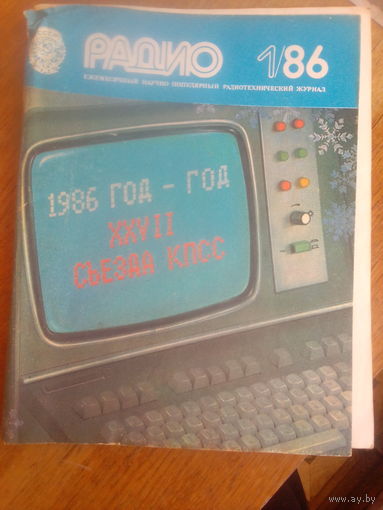 РАДИО
1/86
ЕЖЕМЕСЯЧНЫЙ НАУЧНО ПОПУЛЯРНЫЙ РАДИОТЕХНИЧЕСКИЙ ЖУРНАЛ
1986 ГОД - ГОД
XXVII
СЪЕЗДА КПСС
www.ay.by